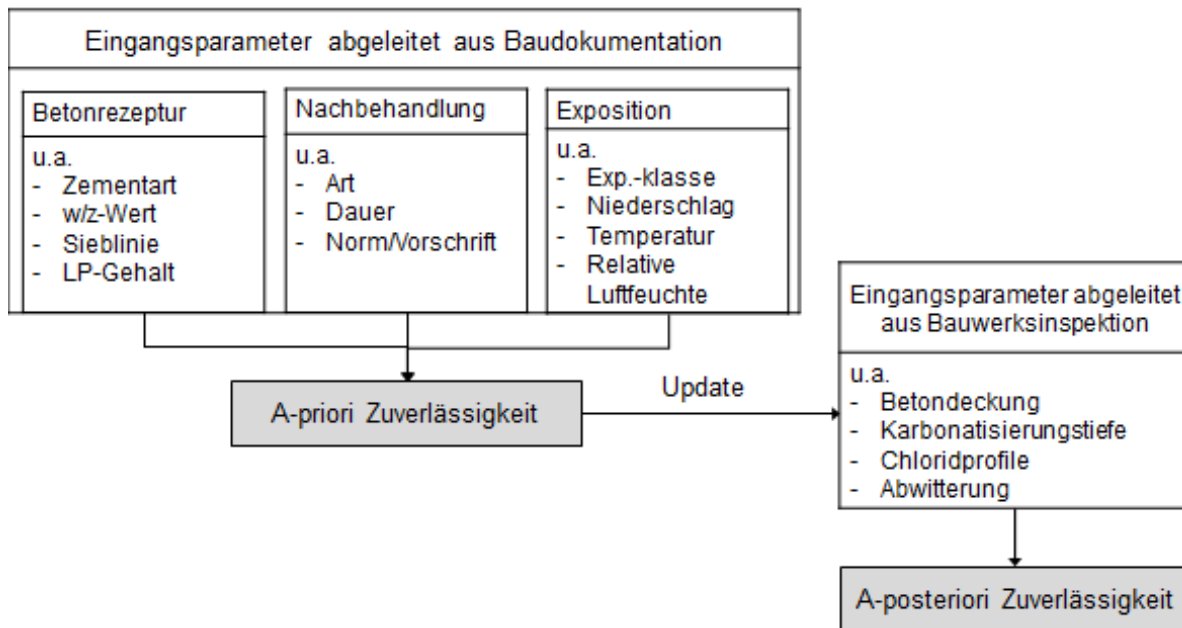 Eingangsparameter abgeleitet aus Baudokumentation
Betonrezeptur
u.a.
- Zementart
- w/z-Wert
- Sieblinie
- LP-Gehalt
Nachbehandlung
u.a.
- Art
- Dauer
- Norm/Vorschrift
Exposition
u.a.
- Exp.-klasse
- Niederschlag
- Temperatur
- Relative
Luftfeuchte
A-priori Zuverlässigkeit
Update
Eingangsparameter abgeleitet
aus Bauwerksinspektion
u.a.
- Betondeckung
- Karbonatisierungstiefe
- Chloridprofile
- Abwitterung
A-posteriori Zuverlässigkeit